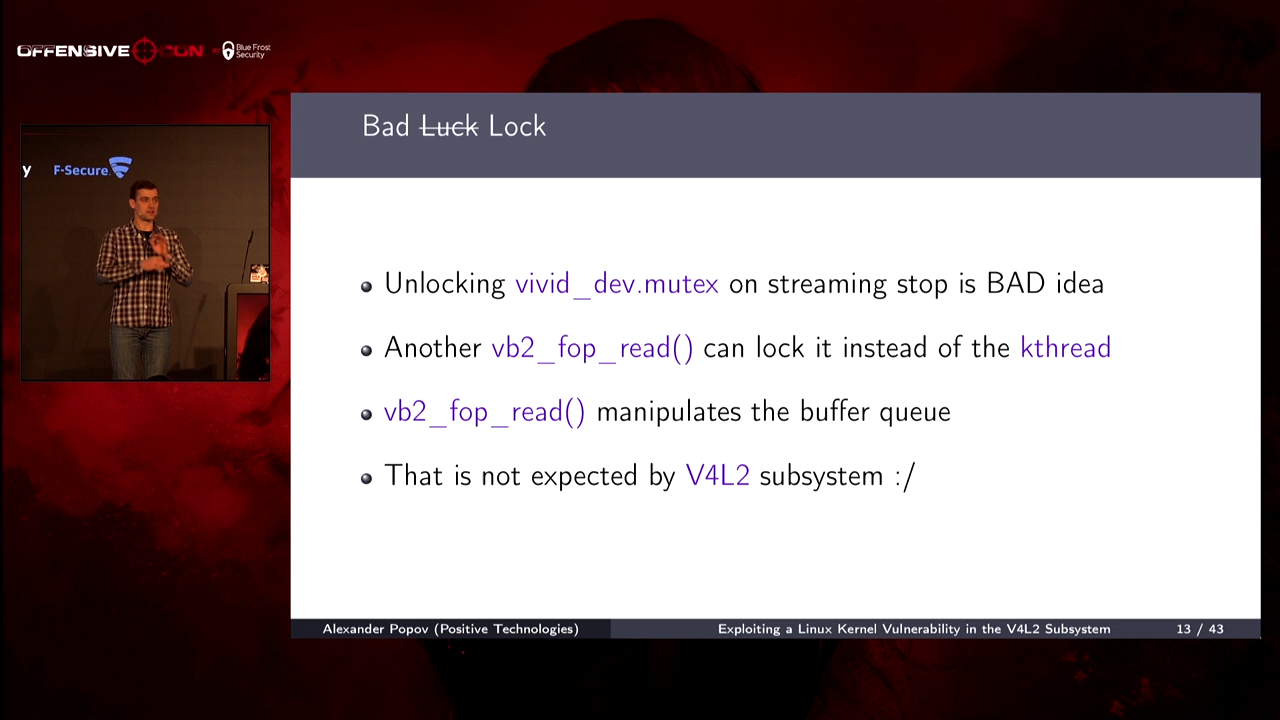 OFFENSIVE CON BY Blue Frost Security
y F-Secure.
Bad Luck Lock
Unlocking vivid_dev.mutex on streaming stop is BAD idea
Another vb2_fop_read() can lock it instead of the kthread
vb2_fop_read() manipulates the buffer queue
That is not expected by V4L2 subsystem :/
Alexander Popov (Positive Technologies) Exploiting a Linux Kernel Vulnerability in the V4L2 Subsystem 13 / 43